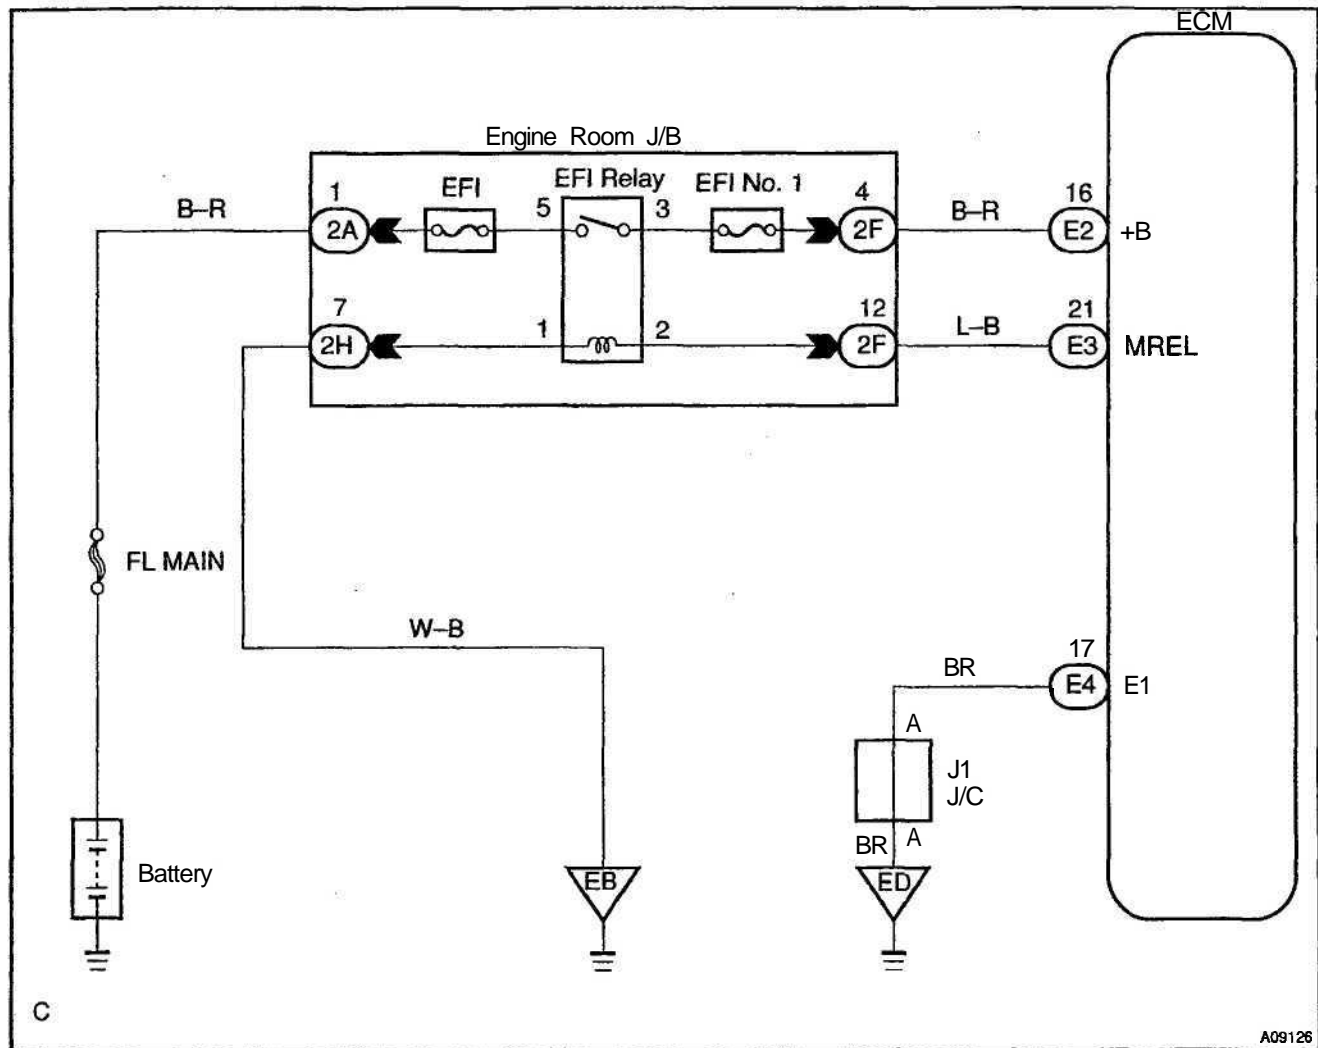 ECM
Engine Room J/B
1
EFI
EFI Relay
EFI No. 1
4
16
B–R
2A
5
3
2F
B–R
E2
+B
7
12
21
2H
1
2
2F
L–B
E3
MREL
FL MAIN
W–B
17
BR
E4
E1
A
J1
J/C
BR
A
Battery
EB
ED
C
A09126